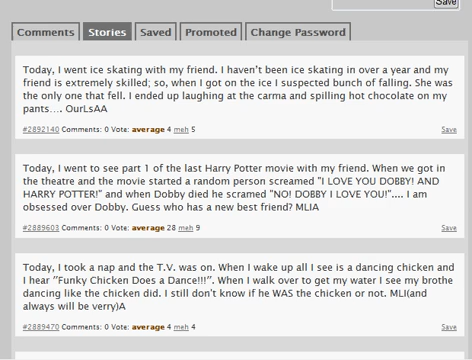 Save
Comments Stories Saved Promoted Change Password
Today, I went ice skating with my friend. I haven't been ice skating in over a year and my
friend is extremely skilled; so, when I got on the ice I suspected bunch of falling. She was
the only one that fell. I ended up laughing at the carma and spilling hot chocolate on my
pants.... OurLsAA
#2892140 Comments: 0 Vote: average 4 meh 5 Save
Today, I went to see part 1 of the last Harry Potter movie with my friend. When we got in
the theatre and the movie started a random person screamed "I LOVE YOU DOBBY! AND
HARRY POTTER!" and when Dobby died he scramed "NO! DOBBY I LOVE YOU!".... I am
obsessed over Dobby. Guess who has a new best friend? MLIA
#2889603 Comments: 0 Vote: average 28 meh 9 Save
Today, I took a nap and the T.V. was on. When I wake up all I see is a dancing chicken and
I hear "Funky Chicken Does a Dance!!!". When I walk over to get my water I see my brothe
dancing like the chicken did. I still don't know if he WAS the chicken or not. MLI(and
always will be verry)A
#2889470 Comments: 0 Vote: average 4 meh 4 Save